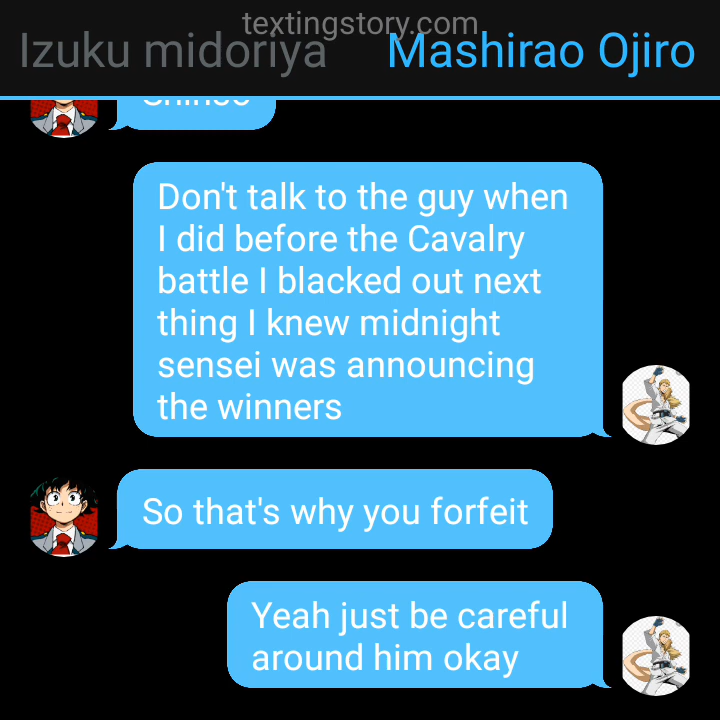 textingstory.com
Izuku midoriya Mashirao Ojiro
Don't talk to the guy when
I did before the Cavalry
battle I blacked out next
thing I knew midnight
sensei was announcing
the winners
So that's why you forfeit
Yeah just be careful
around him okay